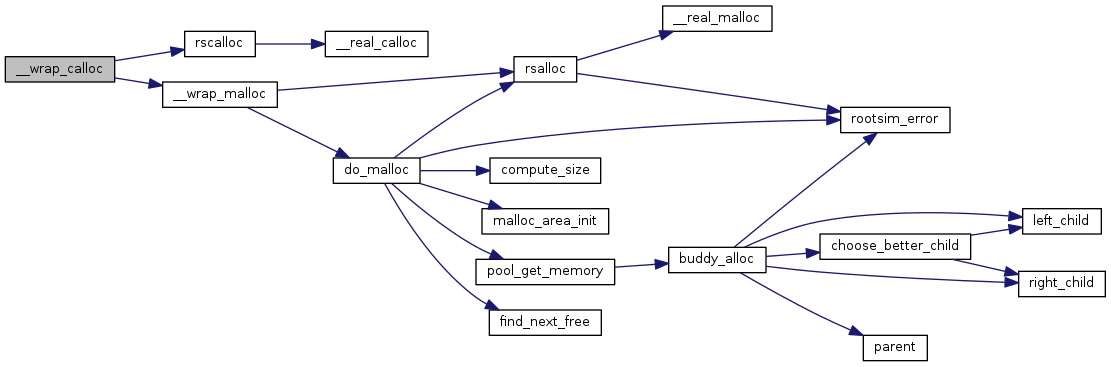 __wrap_calloc
rscalloc
__real_calloc
__wrap_malloc
rsalloc
__real_malloc
rootsim_error
do_malloc
compute_size
malloc_area_init
pool_get_memory
find_next_free
buddy_alloc
choose_better_child
left_child
right_child
parent